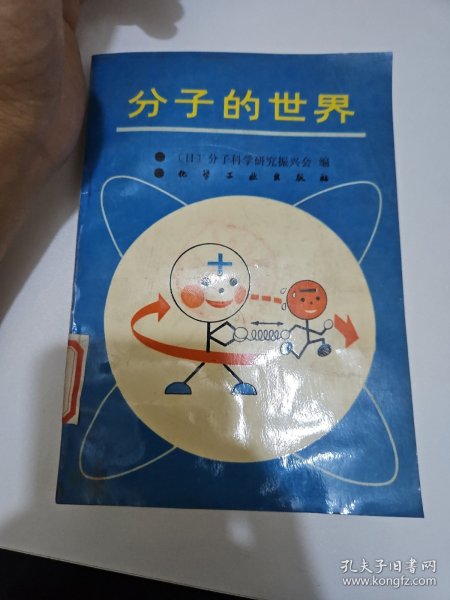 分子的世界
〔日〕分子科学研究振兴会 编
化学工业出版社
+
孔夫子旧书网
www.kongfz.com